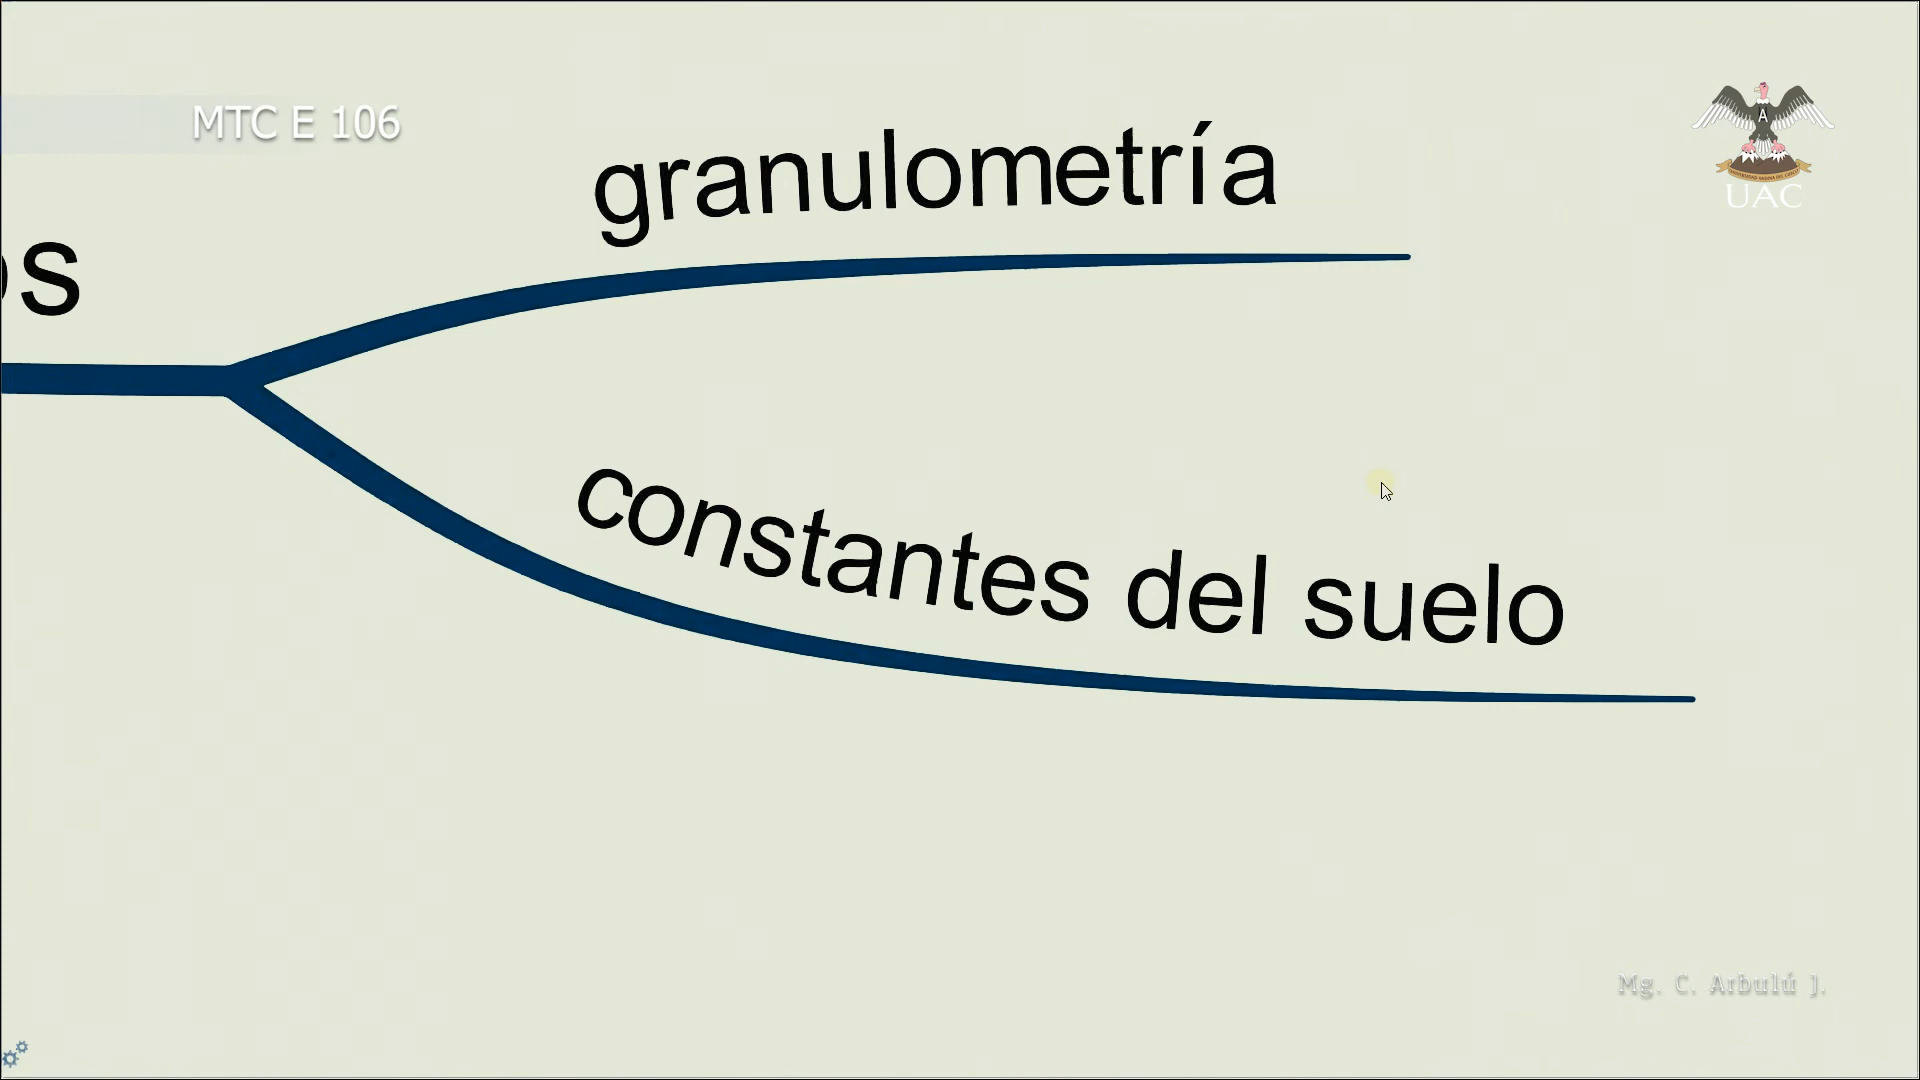 MTC E 106
granulometría
os
constantes del suelo
UAC
Mg. C. Arbulú J.